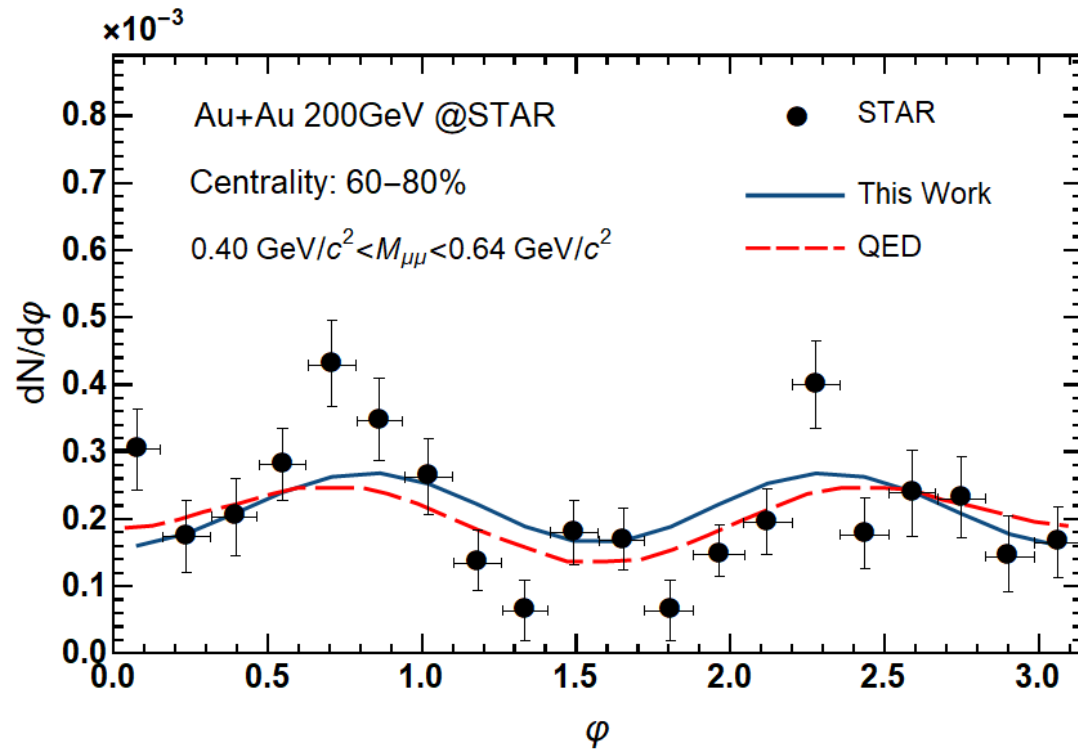 ×10⁻³
Au+Au 200GeV @STAR
Centrality: 60–80%
0.40 GeV/c²<Mμμ<0.64 GeV/c²
STAR
This Work
QED
dN/dφ
0.8
0.7
0.6
0.5
0.4
0.3
0.2
0.1
0.0
0.0 0.5 1.0 1.5 2.0 2.5 3.0
φ